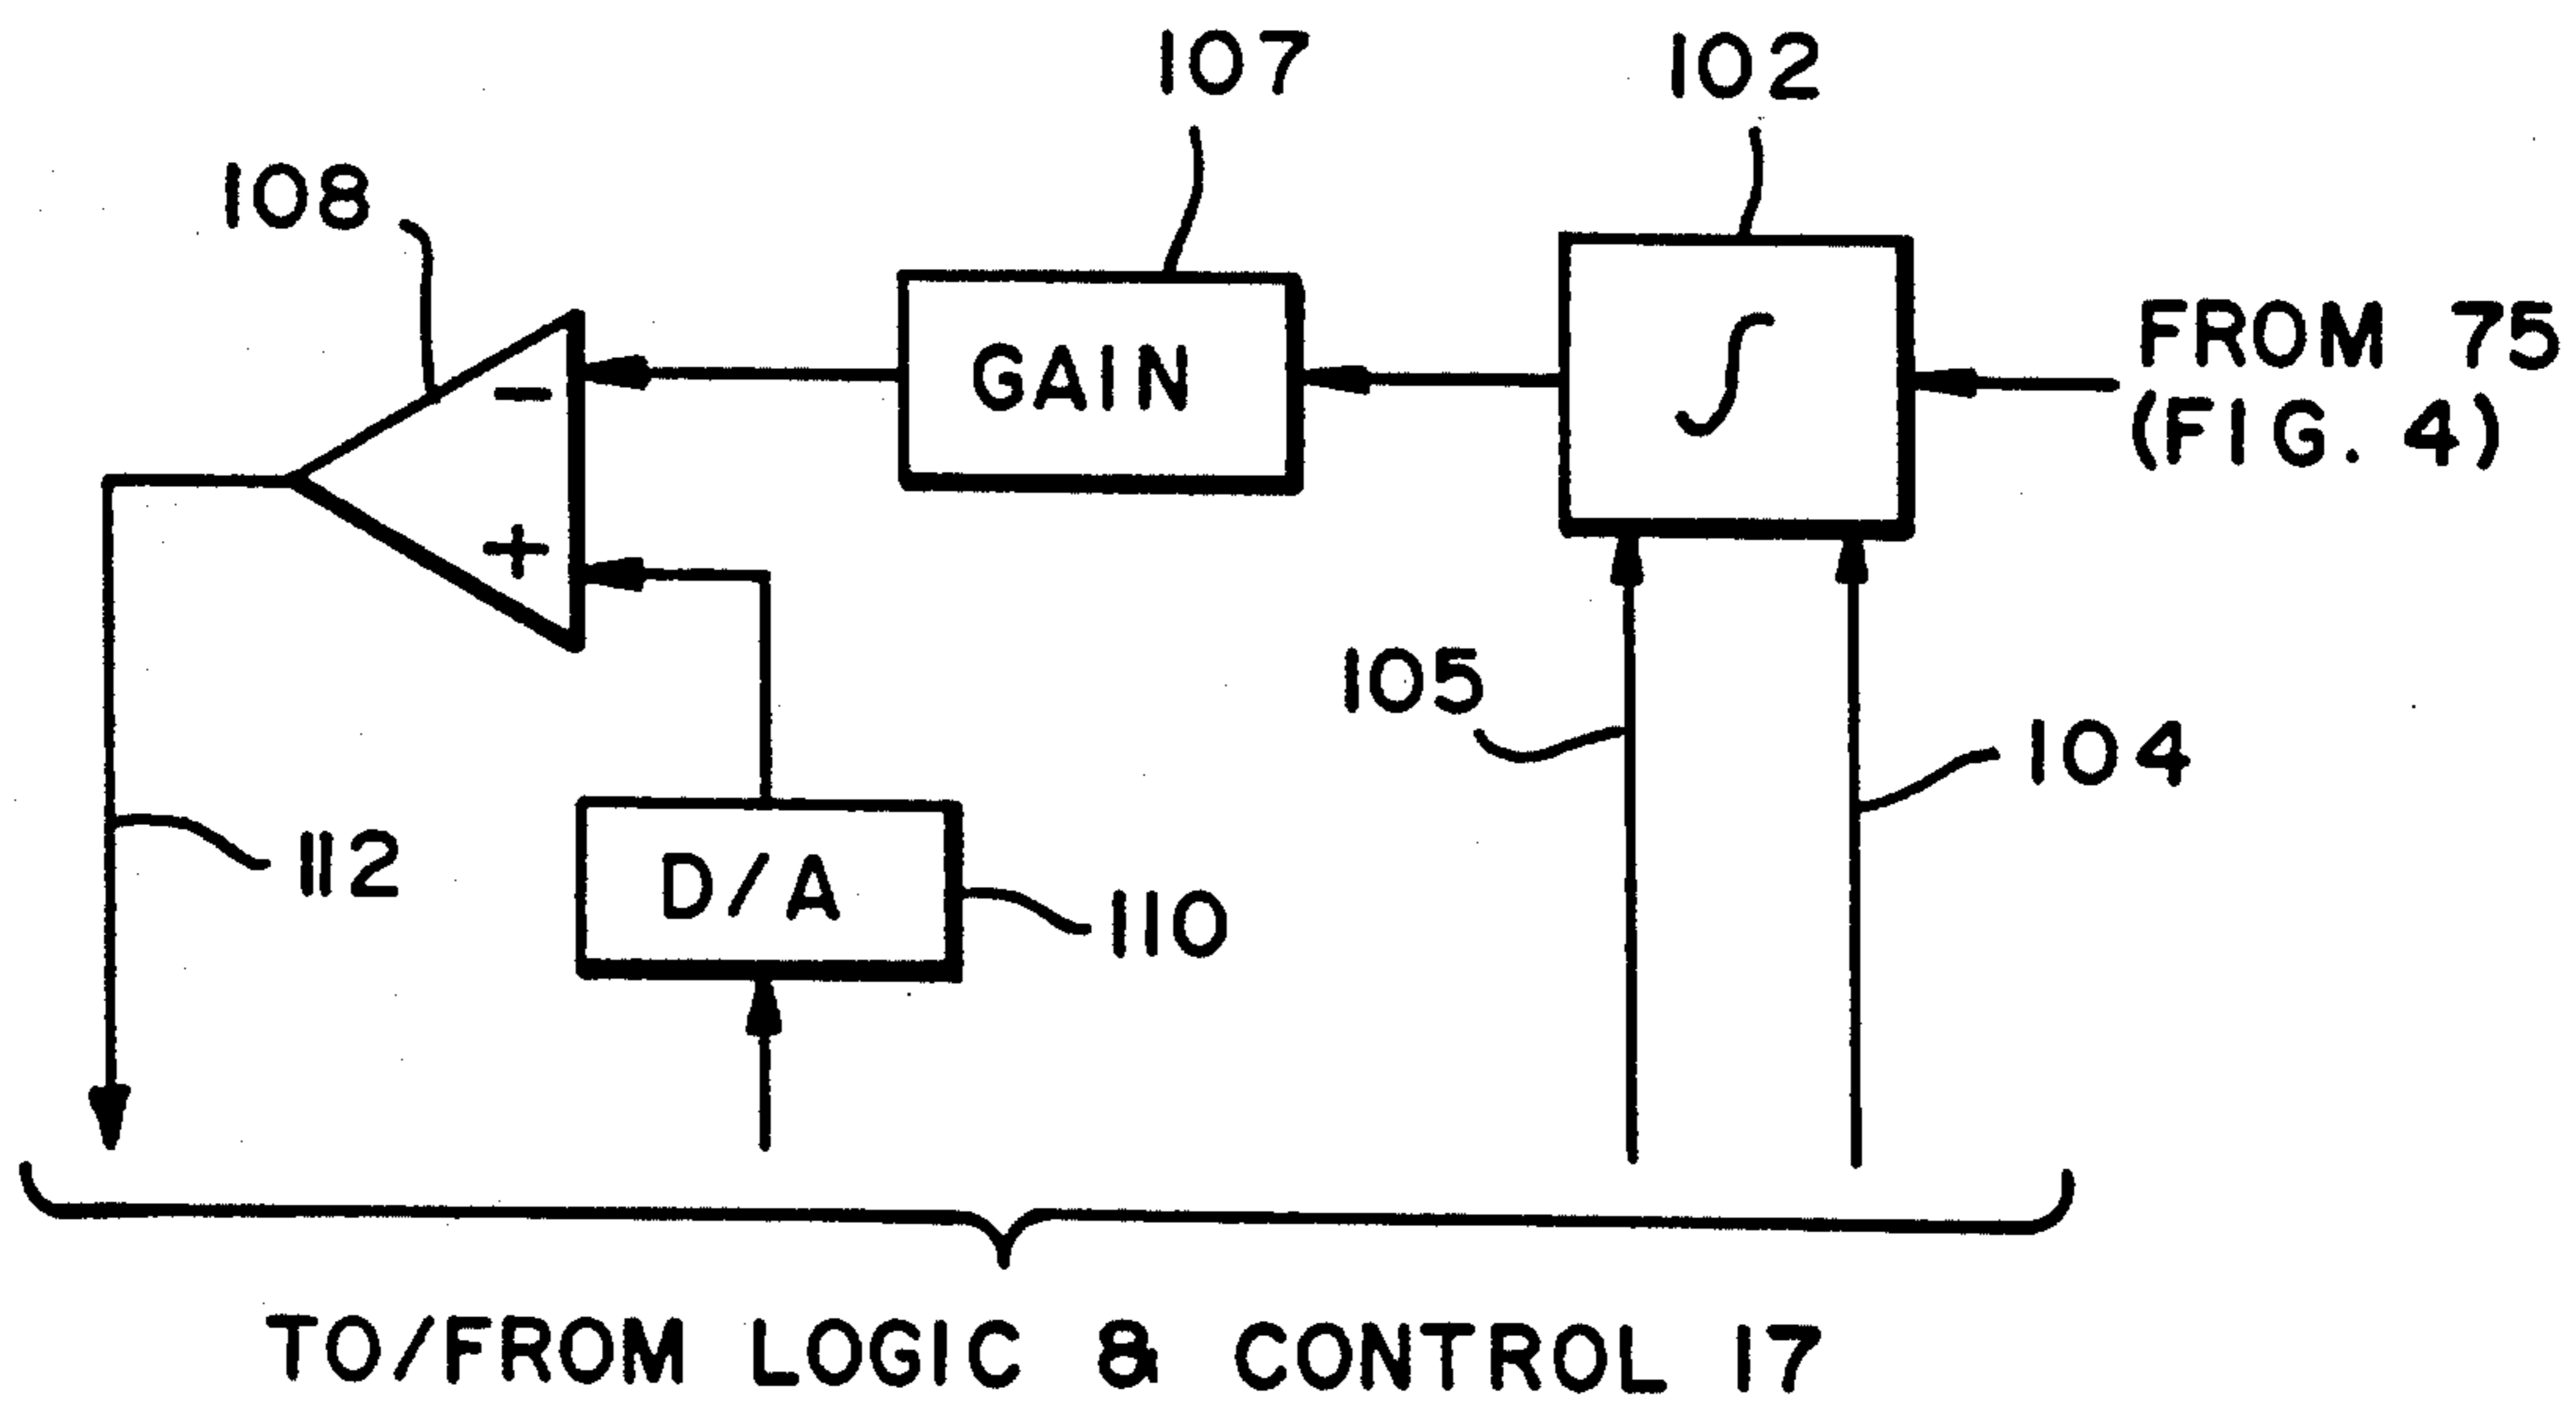 107
102
108
GAIN
∫
FROM 75
(FIG. 4)
−
+
105
104
112
D/A
110
TO/FROM LOGIC & CONTROL 17